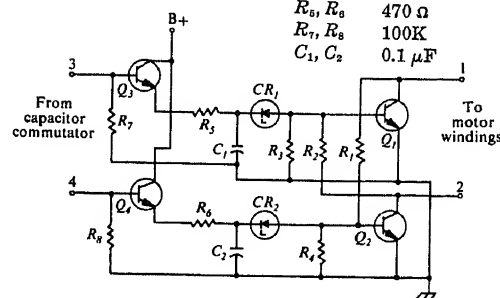 R5, R6 470 Ω
R7, R8 100K
C1, C2 0.1 μF
B+
3
Q3
From
capacitor
commutator
R7
R5
CR1
C1
R3
R2
R1
Q1
1
To
motor
windings
2
4
Q4
R8
R6
CR2
C2
R4
Q2